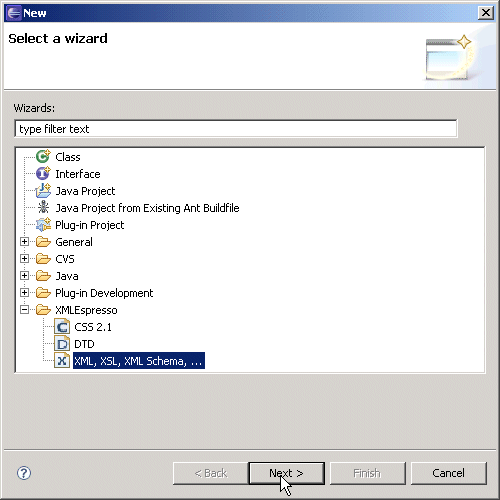 New
Select a wizard
Wizards:
type filter text
Class
Interface
Java Project
Java Project from Existing Ant Buildfile
Plug-in Project
General
CVS
Java
Plug-in Development
XMLEspresso
CSS 2.1
DTD
XML, XSL, XML Schema, ...
< Back Next > Finish Cancel